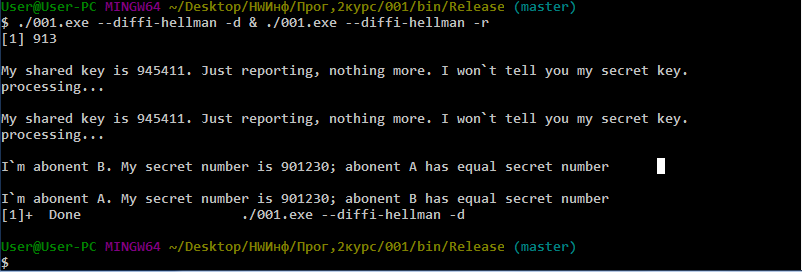 User@User-PC MINGW64 ~/Desktop/НWИнф/Прог,2курс/001/bin/Release (master)
$ ./001.exe --diffi-hellman -d & ./001.exe --diffi-hellman -r
[1] 913
My shared key is 945411. Just reporting, nothing more. I won`t tell you my secret key.
processing...
My shared key is 945411. Just reporting, nothing more. I won`t tell you my secret key.
processing...
I`m abonent B. My secret number is 901230; abonent A has equal secret number
I`m abonent A. My secret number is 901230; abonent B has equal secret number
[1]+  Done                    ./001.exe --diffi-hellman -d
User@User-PC MINGW64 ~/Desktop/НWИнф/Прог,2курс/001/bin/Release (master)
$